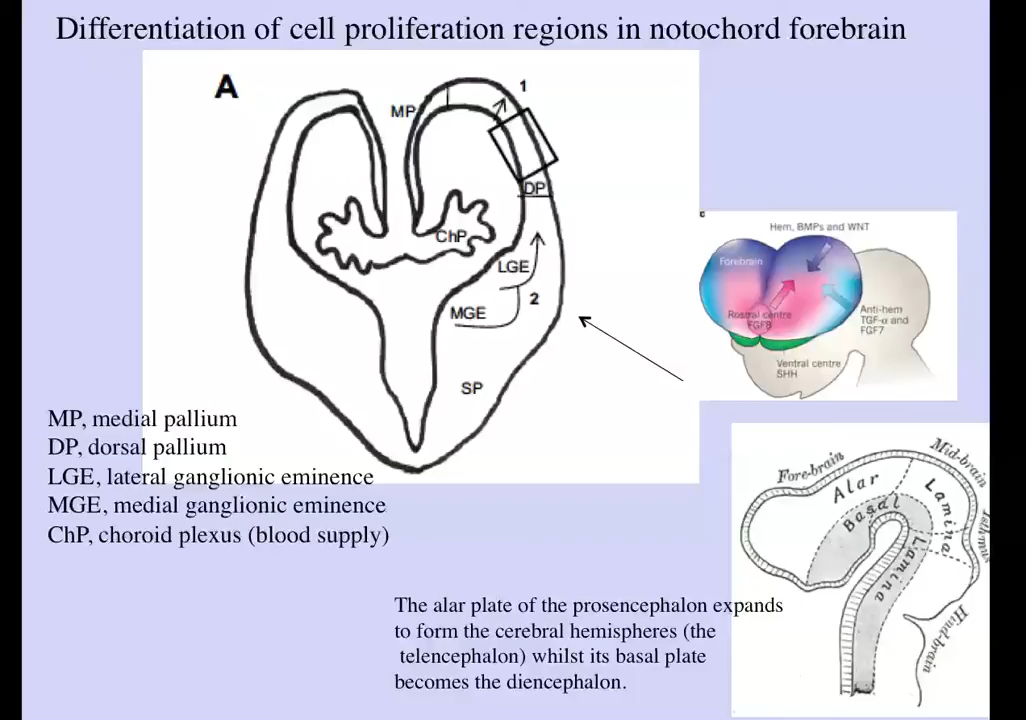 Differentiation of cell proliferation regions in notochord forebrain
A
1
MP
DP
ChP
LGE
2
MGE
SP
c
Hem, BMPs and WNT
Forebrain
Rostral centre
FGF8
Anti-hem
TGF-α and
FGF7
Ventral centre
SHH
MP, medial pallium
DP, dorsal pallium
LGE, lateral ganglionic eminence
MGE, medial ganglionic eminence
ChP, choroid plexus (blood supply)
Fore-brain
Mid-brain
Alar
Lamina
Basal
Lamina
Isthmus
Hind-brain
The alar plate of the prosencephalon expands
to form the cerebral hemispheres (the
telencephalon) whilst its basal plate
becomes the diencephalon.